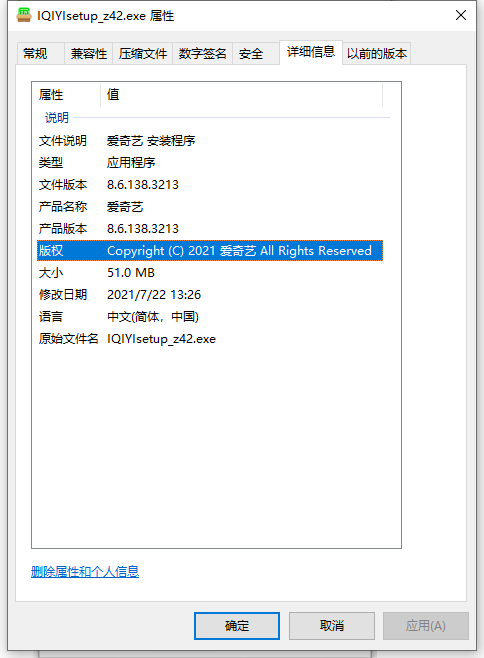 IQIYIsetup_z42.exe 属性
常规 兼容性 压缩文件 数字签名 安全 详细信息 以前的版本
属性 值
说明
文件说明 爱奇艺 安装程序
类型 应用程序
文件版本 8.6.138.3213
产品名称 爱奇艺
产品版本 8.6.138.3213
版权 Copyright (C) 2021 爱奇艺 All Rights Reserved
大小 51.0 MB
修改日期 2021/7/22 13:26
语言 中文(简体，中国)
原始文件名 IQIYIsetup_z42.exe
删除属性和个人信息
确定 取消 应用(A)